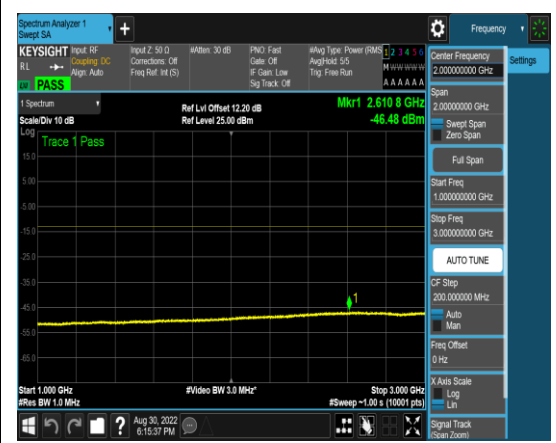 Spectrum Analyzer 1
Swept SA
+
Frequency
KEYSIGHT
RL
LXI
PASS
Input: RF
Coupling: DC
Align: Auto
Input Z: 50 Ω
Corrections: Off
Freq Ref: Int (S)
#Atten: 30 dB
PNO: Fast
Gate: Off
IF Gain: Low
Sig Track: Off
#Avg Type: Power (RMS
Avg|Hold: 5/5
Trig: Free Run
1 2 3 4 5 6
M W W W W W
A A A A A A
1 Spectrum
Scale/Div 10 dB
Ref Lvl Offset 12.20 dB
Ref Level 25.00 dBm
Mkr1 2.610 8 GHz
-46.48 dBm
Log
Trace 1 Pass
15.0
5.00
-5.00
-15.0
-25.0
-35.0
-45.0
-55.0
-65.0
1
Start 1.000 GHz
#Res BW 1.0 MHz
#Video BW 3.0 MHz*
Stop 3.000 GHz
#Sweep ~1.00 s (10001 pts)
?
Aug 30, 2022
6:15:37 PM
Center Frequency
2.000000000 GHz
Settings
Span
2.00000000 GHz
Swept Span
Zero Span
Full Span
Start Freq
1.000000000 GHz
Stop Freq
3.000000000 GHz
AUTO TUNE
CF Step
200.000000 MHz
Auto
Man
Freq Offset
0 Hz
X Axis Scale
Log
Lin
Signal Track
(Span Zoom)